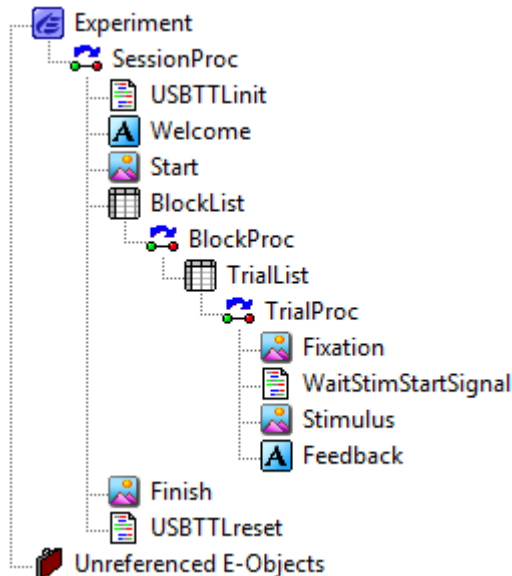 Experiment
SessionProc
USBTTLinit
Welcome
Start
BlockList
BlockProc
TrialList
TrialProc
Fixation
WaitStimStartSignal
Stimulus
Feedback
Finish
USBTTLreset
Unreferenced E-Objects